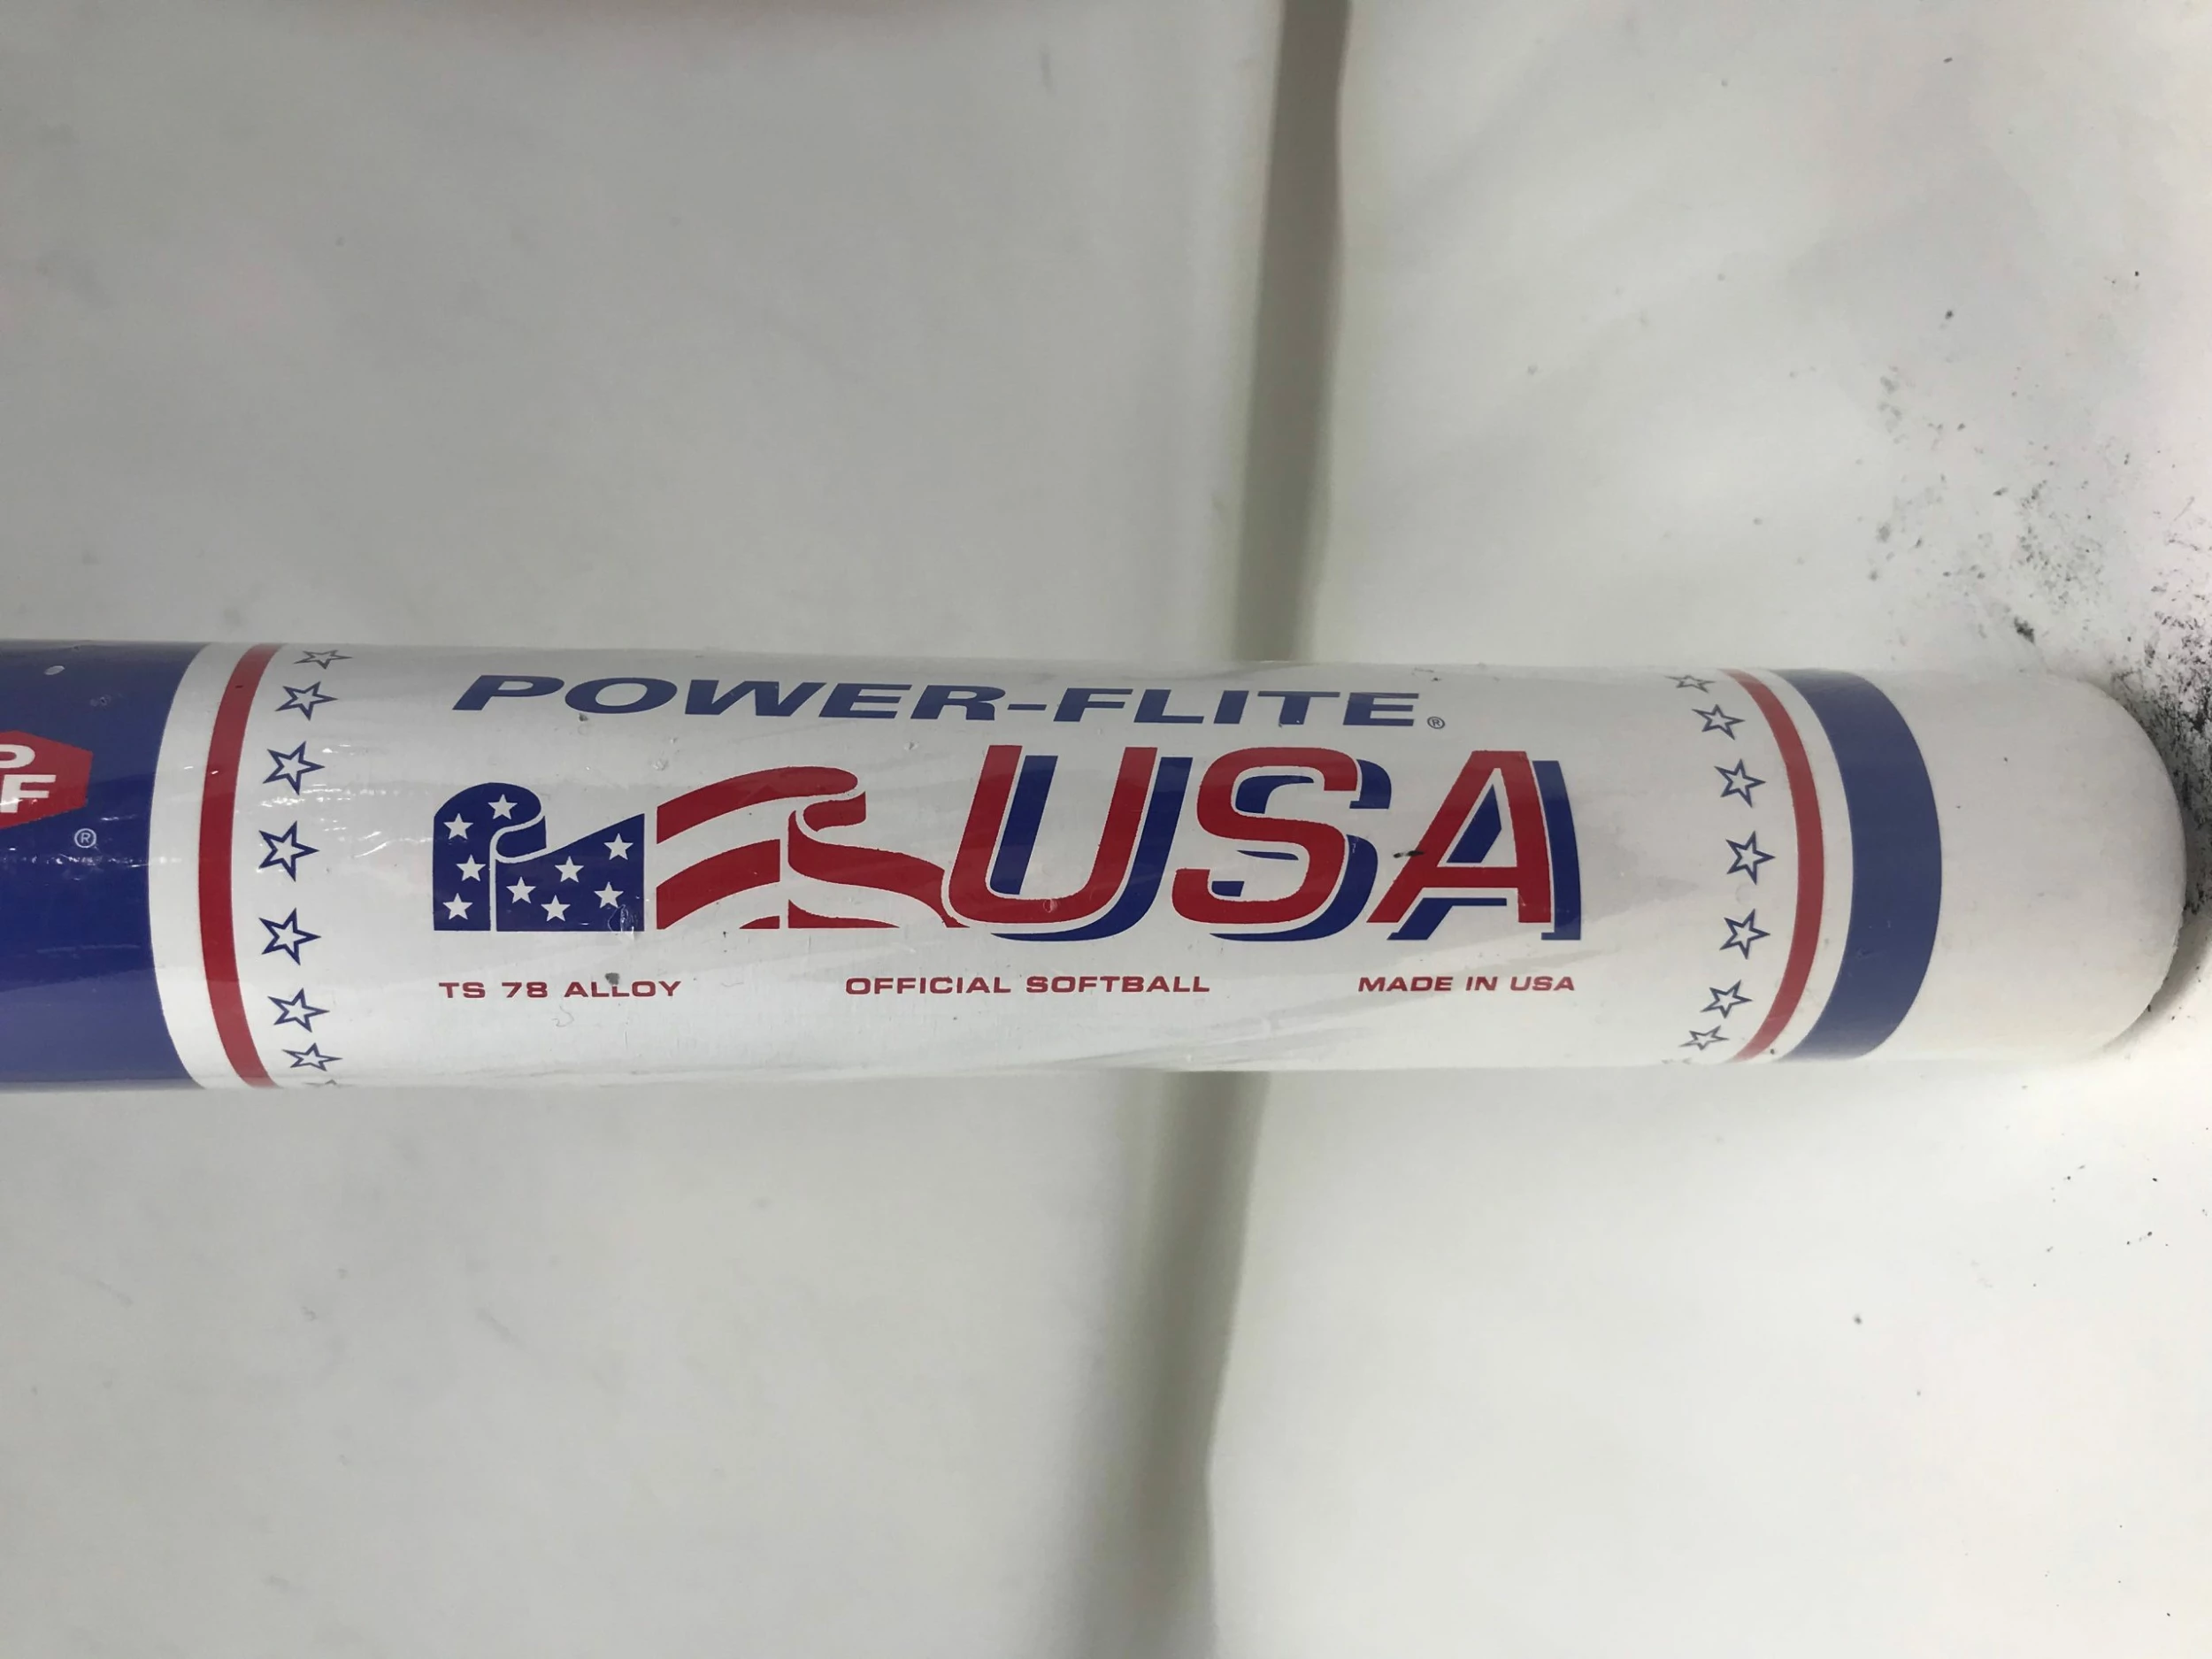 POWER-FLITE®
USA
TS 78 ALLOY OFFICIAL SOFTBALL MADE IN USA
P
F
®